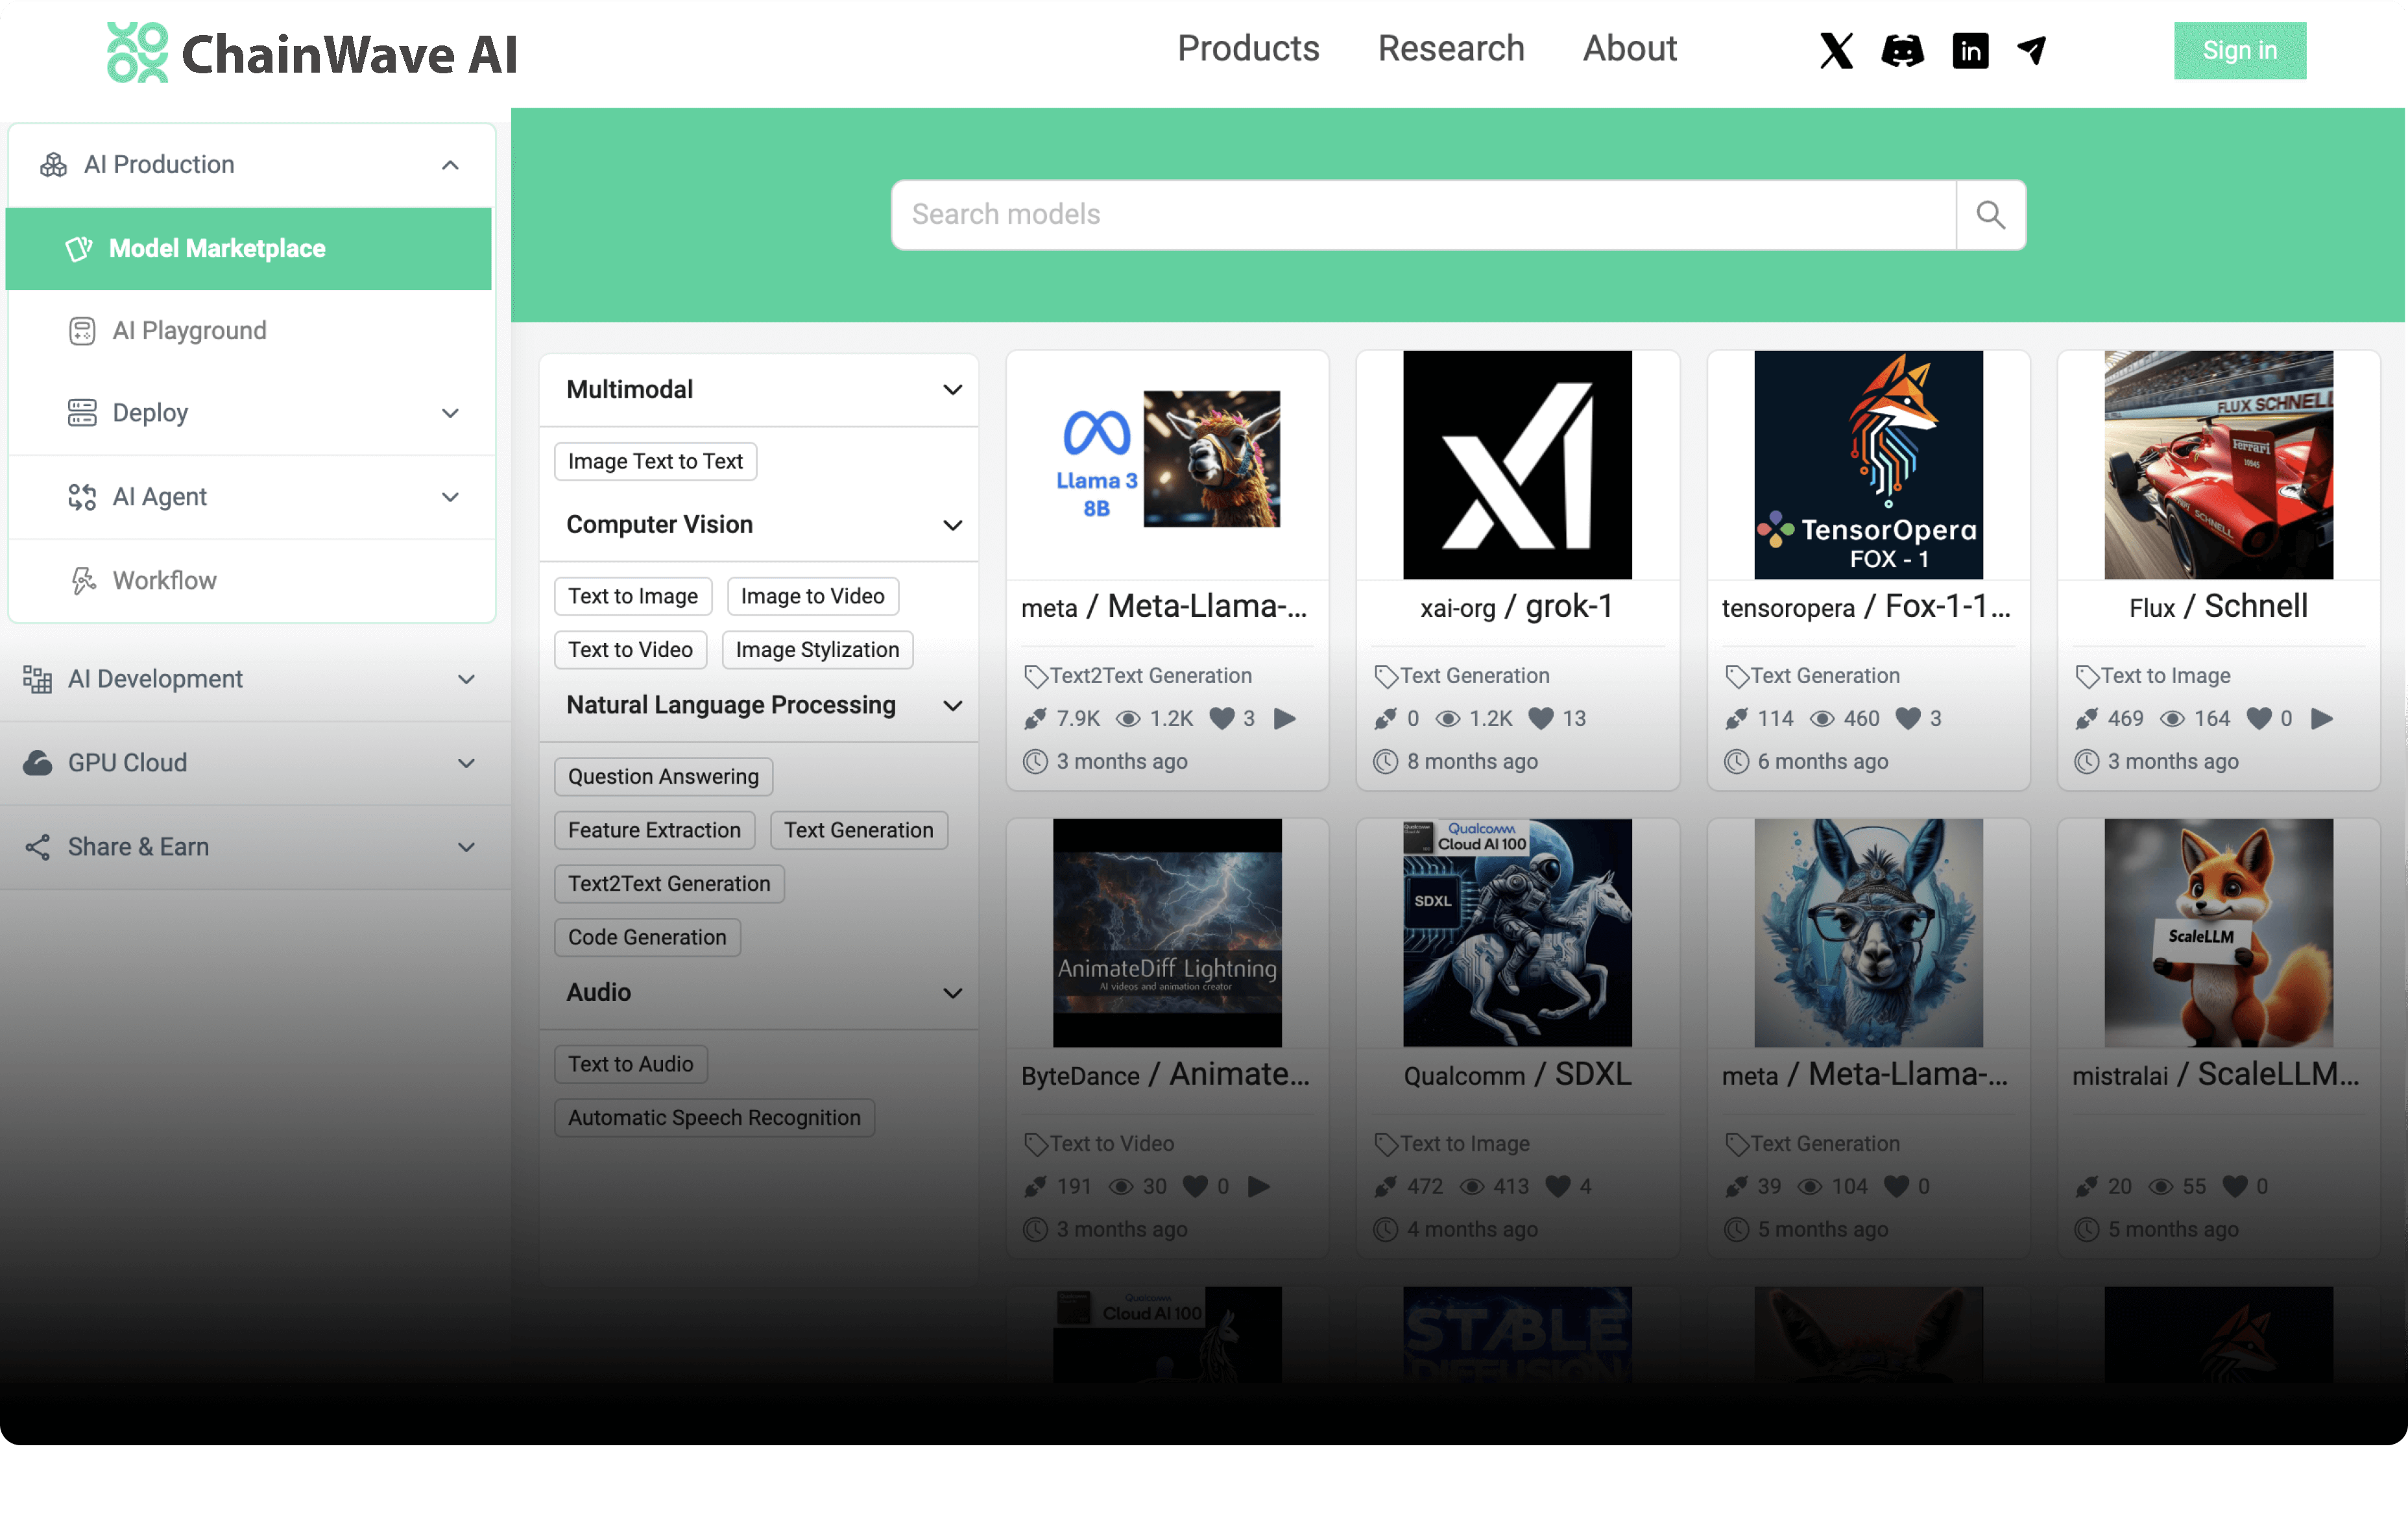 ChainWave AI
Products
Research
About
Sign in
AI Production
Model Marketplace
AI Playground
Deploy
AI Agent
Workflow
AI Development
GPU Cloud
Share & Earn
Search models
Multimodal
Image Text to Text
Computer Vision
Text to Image
Image to Video
Text to Video
Image Stylization
Natural Language Processing
Question Answering
Feature Extraction
Text Generation
Text2Text Generation
Code Generation
Audio
Text to Audio
Automatic Speech Recognition
Llama 3
8B
meta / Meta-Llama-...
Text2Text Generation
7.9K 1.2K 3
3 months ago
xai-org / grok-1
Text Generation
0 1.2K 13
8 months ago
TensorOpera
FOX - 1
tensoropera / Fox-1-1...
Text Generation
114 460 3
6 months ago
FLUX SCHNELL
Ferrari
SCHNELL
Flux / Schnell
Text to Image
469 164 0
3 months ago
AnimateDiff Lightning
AI videos and animation creator
ByteDance / Animate...
Text to Video
191 30 0
3 months ago
Qualcomm
Cloud AI 100
SDXL
Qualcomm / SDXL
Text to Image
472 413 4
4 months ago
meta / Meta-Llama-...
Text Generation
39 104 0
5 months ago
ScaleLLM
mistralai / ScaleLLM...
20 55 0
5 months ago
Qualcomm
Cloud AI 100
STABLE
DIFFUSION